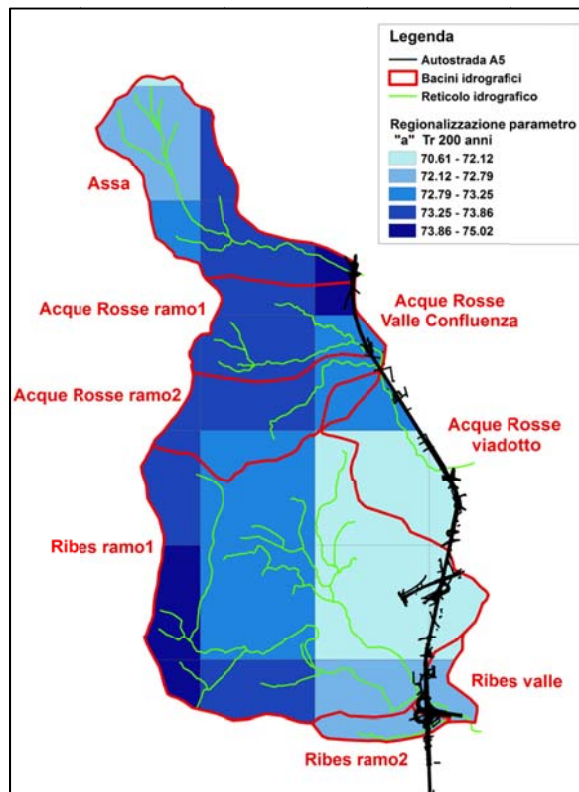 Legenda
Autostrada A5
Bacini idrografici
Reticolo idrografico
Regionalizzazione parametro
"a" Tr 200 anni
70.61 - 72.12
72.12 - 72.79
72.79 - 73.25
73.25 - 73.86
73.86 - 75.02
Assa
Acque Rosse ramo1
Acque Rosse
Valle Confluenza
Acque Rosse ramo2
Acque Rosse
viadotto
Ribes ramo1
Ribes valle
Ribes ramo2